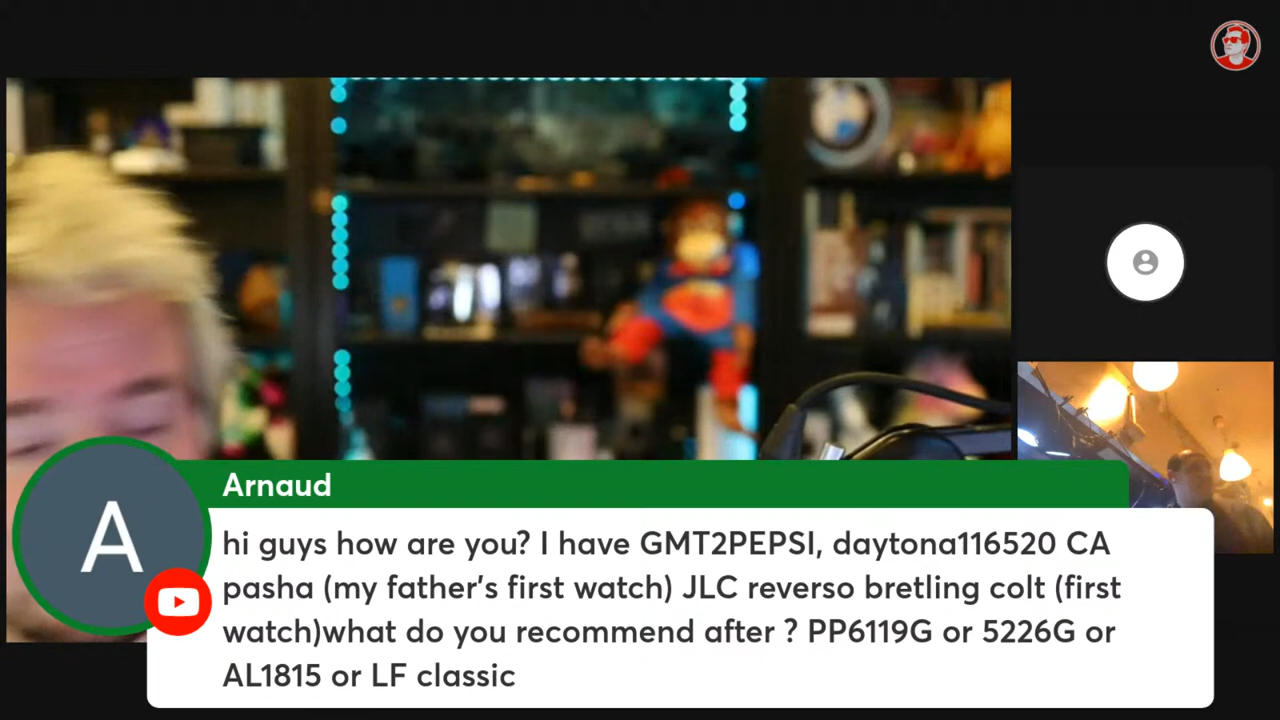 Arnaud
A
hi guys how are you? I have GMT2PEPSI, daytona116520 CA
pasha (my father's first watch) JLC reverso bretling colt (first
watch)what do you recommend after ? PP6119G or 5226G or
AL1815 or LF classic